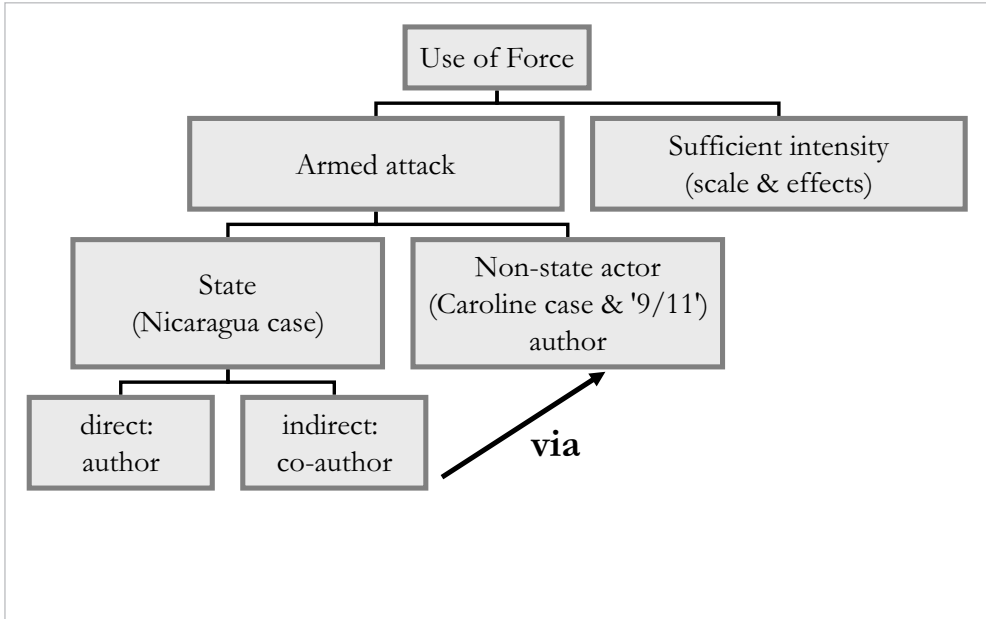 Use of Force
Armed attack
Sufficient intensity
(scale & effects)
State
(Nicaragua case)
Non-state actor
(Caroline case & '9/11')
author
direct:
author
indirect:
co-author
via